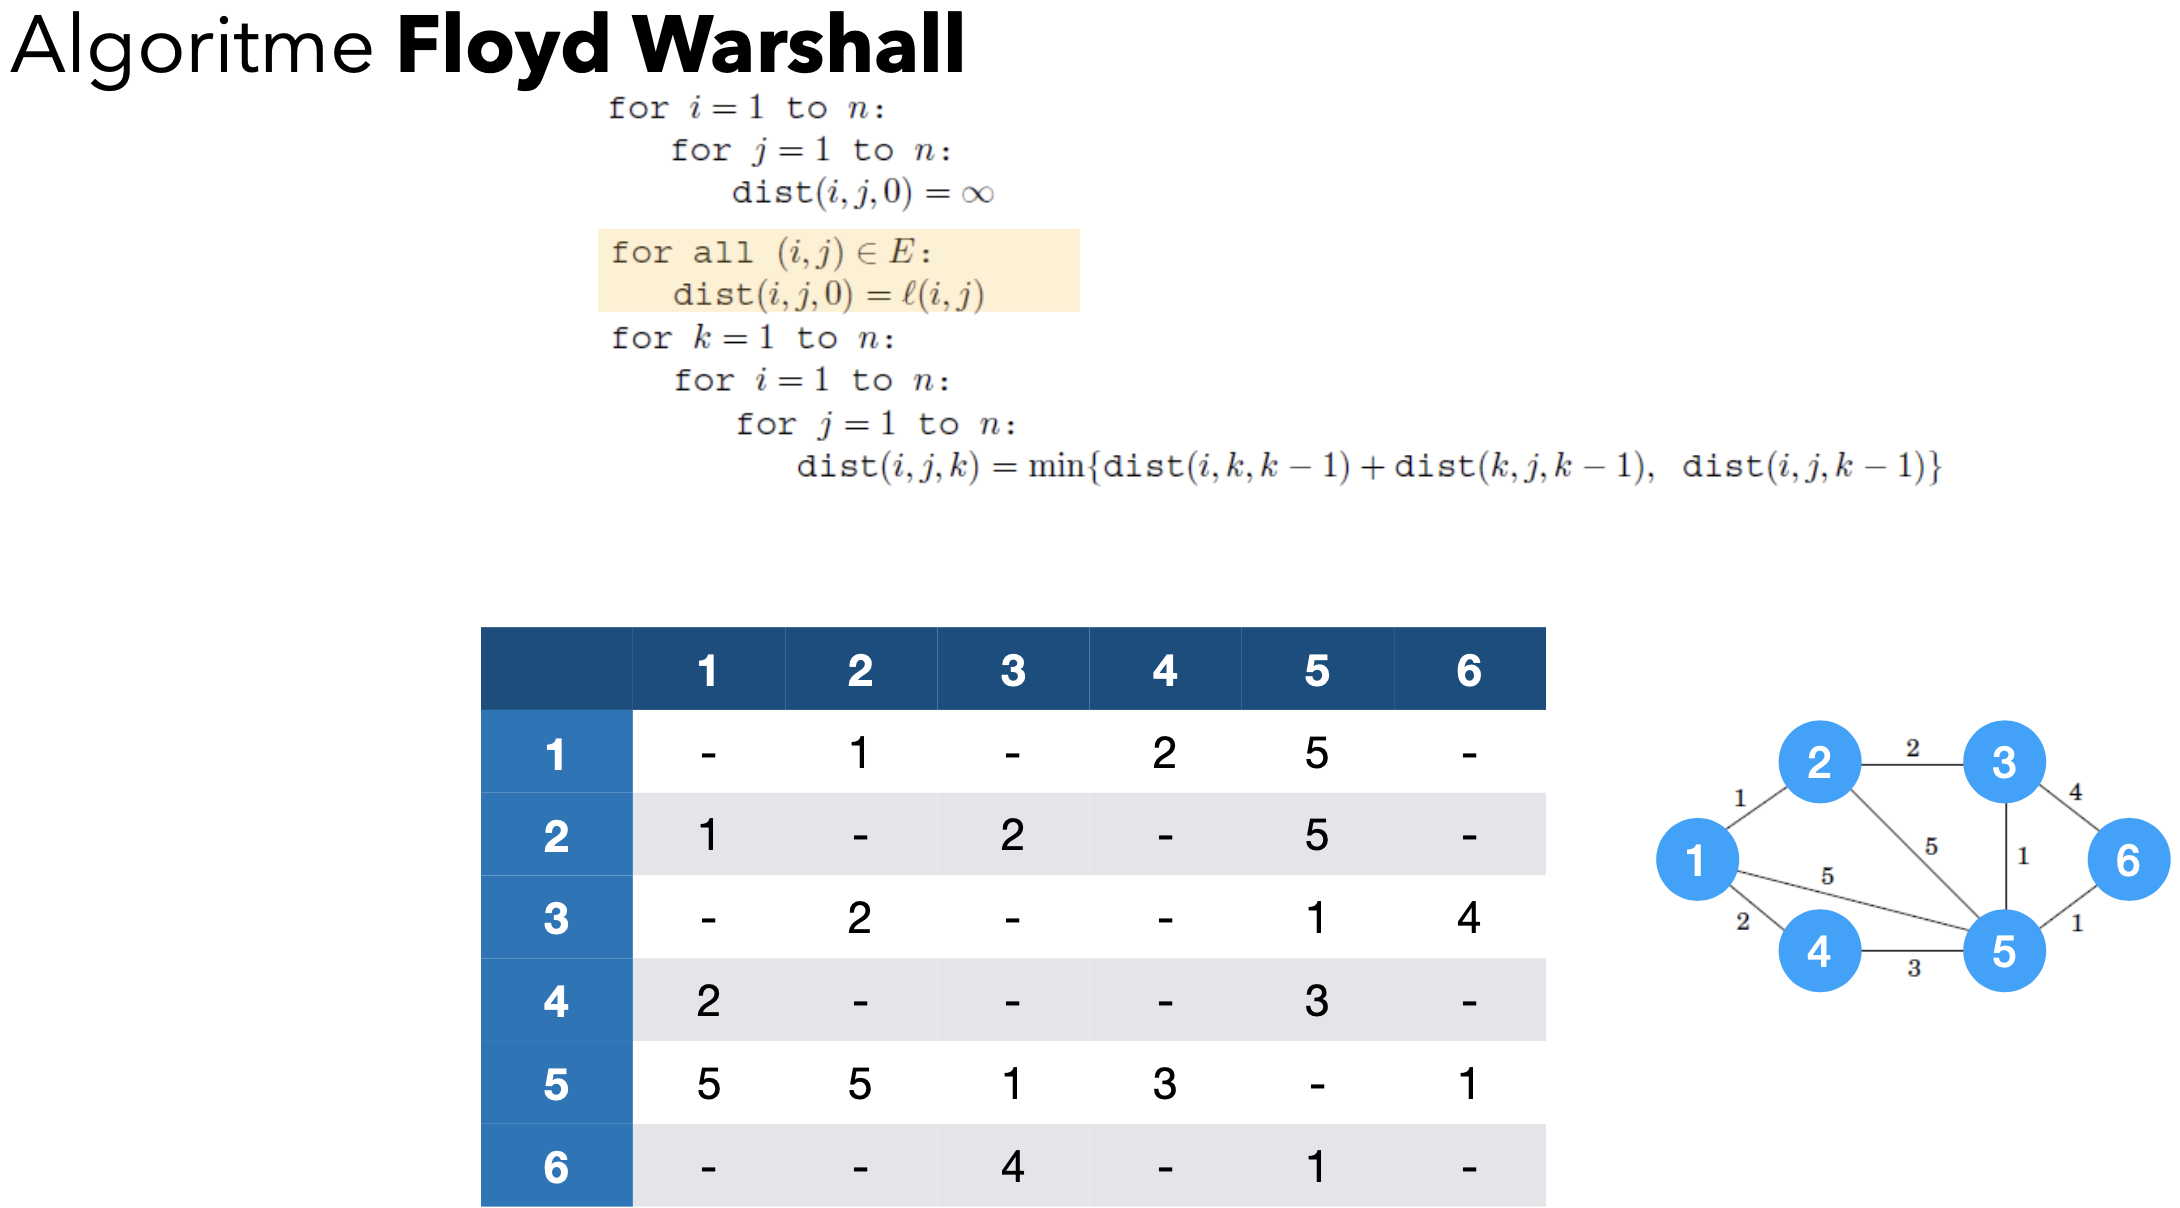 Algoritme Floyd Warshall
for i = 1 to n:
for j = 1 to n:
dist(i, j, 0) = ∞
for all (i, j) ∈ E:
dist(i, j, 0) = ℓ(i, j)
for k = 1 to n:
for i = 1 to n:
for j = 1 to n:
dist(i, j, k) = min{dist(i, k, k − 1) + dist(k, j, k − 1), dist(i, j, k − 1)}
1 2 3 4 5 6
1 - 1 - 2 5 -
2 1 - 2 - 5 -
3 - 2 - - 1 4
4 2 - - - 3 -
5 5 5 1 3 - 1
6 - - 4 - 1 -
2 2 3
1 4
5 1
1 5 6
2 1
4 3 5